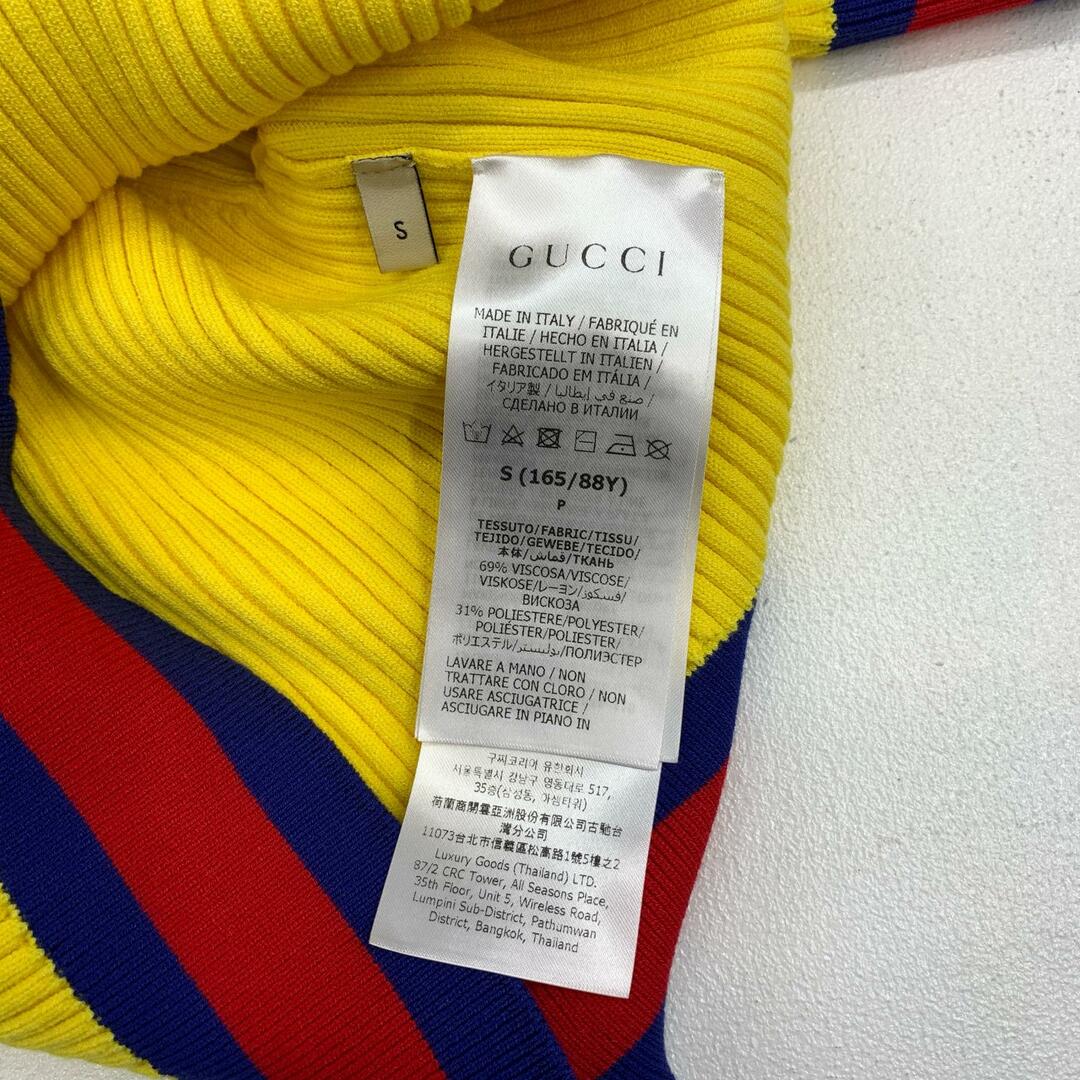 S
GUCCI
MADE IN ITALY / FABRIQUÉ EN
ITALIE / HECHO EN ITALIA /
HERGESTELLT IN ITALIEN /
FABRICADO EM ITÁLIA /
イタリア製 / صنع في إيطاليا /
СДЕЛАНО В ИТАЛИИ
S (165/88Y)
P
TESSUTO/FABRIC/TISSU/
TEJIDO/GEWEBE/TECIDO/
本体/قماش/ТКАНЬ
69% VISCOSA/VISCOSE/
VISKOSE/レーヨン/فسكوز/
ВИСКОЗА
31% POLIESTERE/POLYESTER/
POLIÉSTER/POLIESTER/
ポリエステル/بوليستر/ПОЛИЭСТЕР
LAVARE A MANO / NON
TRATTARE CON CLORO / NON
USARE ASCIUGATRICE /
ASCIUGARE IN PIANO IN
구찌코리아 유한회사
서울특별시 강남구 영동대로 517,
35층(삼성동, 아셈타워)
荷蘭商開雲亞洲股份有限公司古馳台
灣分公司
11073台北市信義區松高路1號5樓之2
Luxury Goods (Thailand) LTD.
87/2 CRC Tower, All Seasons Place,
35th Floor, Unit 5, Wireless Road,
Lumpini Sub-District, Pathumwan
District, Bangkok, Thailand